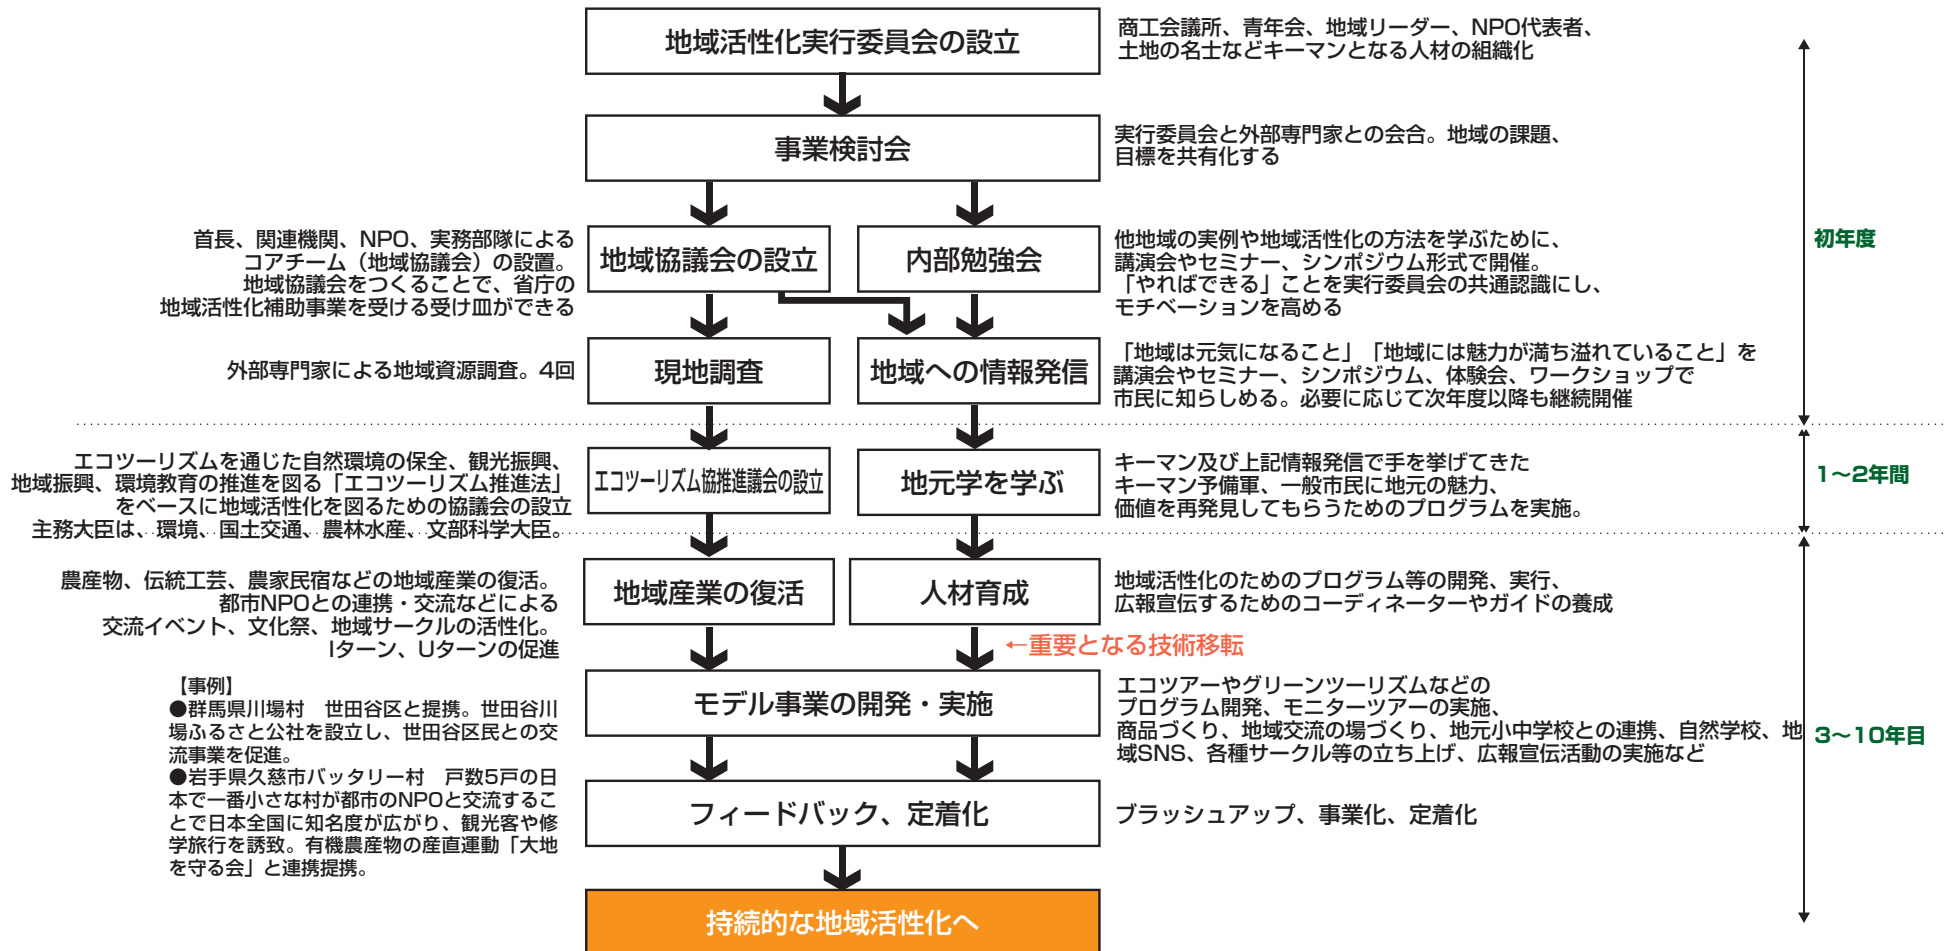 地域活性化実行委員会の設立
商工会議所、青年会、地域リーダー、NPO代表者、
土地の名士などキーマンとなる人材の組織化
事業検討会
実行委員会と外部専門家との会合。地域の課題、
目標を共有化する
首長、関連機関、NPO、実務部隊による
コアチーム（地域協議会）の設置。
地域協議会をつくることで、省庁の
地域活性化補助事業を受ける受け皿ができる
地域協議会の設立
内部勉強会
他地域の実例や地域活性化の方法を学ぶために、
講演会やセミナー、シンポジウム形式で開催。
「やればできる」ことを実行委員会の共通認識にし、
モチベーションを高める
初年度
外部専門家による地域資源調査。4回
現地調査
地域への情報発信
「地域は元気になること」「地域には魅力が満ち溢れていること」を
講演会やセミナー、シンポジウム、体験会、ワークショップで
市民に知らしめる。必要に応じて次年度以降も継続開催
エコツーリズムを通じた自然環境の保全、観光振興、
地域振興、環境教育の推進を図る「エコツーリズム推進法」
をベースに地域活性化を図るための協議会の設立
主務大臣は、環境、国土交通、農林水産、文部科学大臣。
エコツーリズム協推進議会の設立
地元学を学ぶ
キーマン及び上記情報発信で手を挙げてきた
キーマン予備軍、一般市民に地元の魅力、
価値を再発見してもらうためのプログラムを実施。
1〜2年間
農産物、伝統工芸、農家民宿などの地域産業の復活。
都市NPOとの連携・交流などによる
交流イベント、文化祭、地域サークルの活性化。
Iターン、Uターンの促進
地域産業の復活
人材育成
地域活性化のためのプログラム等の開発、実行、
広報宣伝するためのコーディネーターやガイドの養成
←重要となる技術移転
【事例】
●群馬県川場村　世田谷区と提携。世田谷川
場ふるさと公社を設立し、世田谷区民との交
流事業を促進。
●岩手県久慈市バッタリー村　戸数5戸の日
本で一番小さな村が都市のNPOと交流するこ
とで日本全国に知名度が広がり、観光客や修
学旅行を誘致。有機農産物の産直運動「大地
を守る会」と連携提携。
モデル事業の開発・実施
エコツアーやグリーンツーリズムなどの
プログラム開発、モニターツアーの実施、
商品づくり、地域交流の場づくり、地元小中学校との連携、自然学校、地
域SNS、各種サークル等の立ち上げ、広報宣伝活動の実施など
3〜10年目
フィードバック、定着化
ブラッシュアップ、事業化、定着化
持続的な地域活性化へ